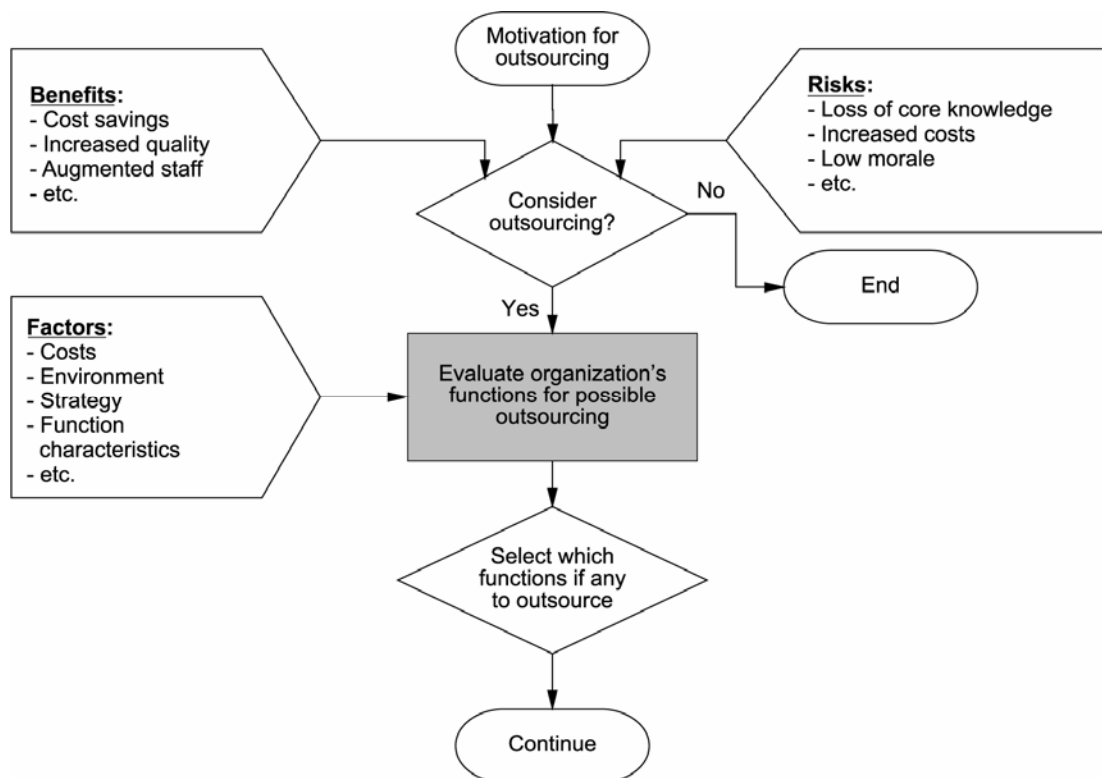 Motivation for
outsourcing
Benefits:
- Cost savings
- Increased quality
- Augmented staff
- etc.
Risks:
- Loss of core knowledge
- Increased costs
- Low morale
- etc.
Consider
outsourcing?
No
End
Yes
Factors:
- Costs
- Environment
- Strategy
- Function
characteristics
- etc.
Evaluate organization's
functions for possible
outsourcing
Select which
functions if any
to outsource
Continue